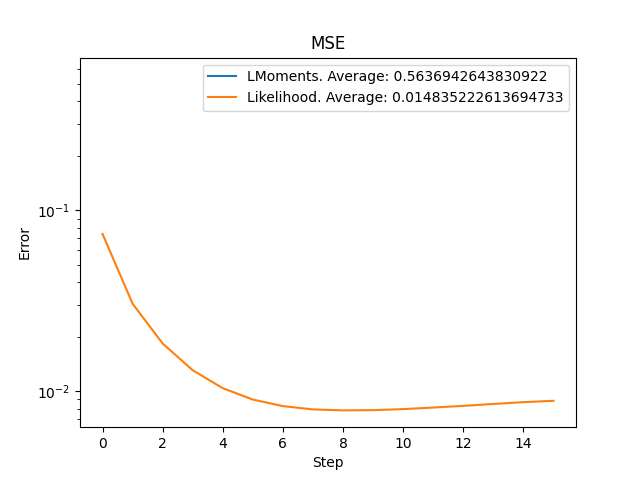 MSE
LMoments. Average: 0.5636942643830922
Likelihood. Average: 0.014835222613694733
Error
10⁻¹
10⁻²
0 2 4 6 8 10 12 14
Step